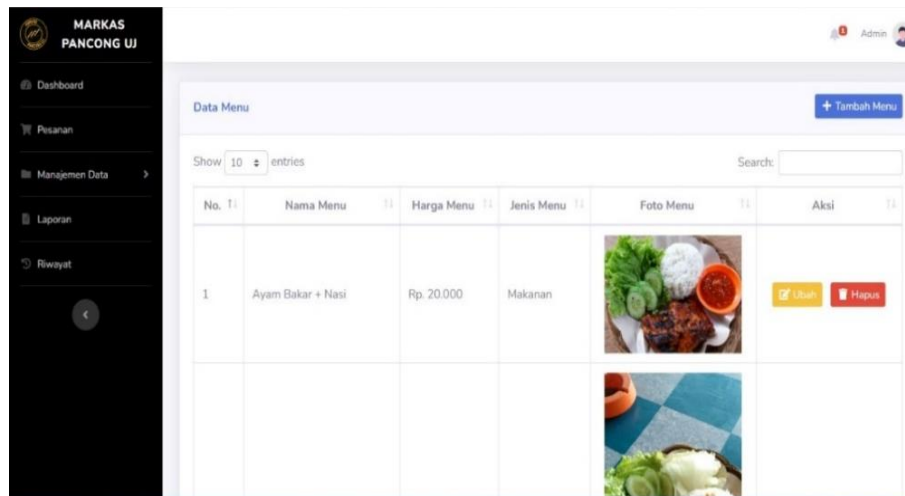 MARKAS
PANCONG UJ
1
Admin
Dashboard
Pesanan
Manajemen Data
Laporan
Riwayat
Data Menu
Tambah Menu
Show 10 entries
Search:
No. Nama Menu Harga Menu Jenis Menu Foto Menu Aksi
1 Ayam Bakar + Nasi Rp. 20.000 Makanan Ubah Hapus